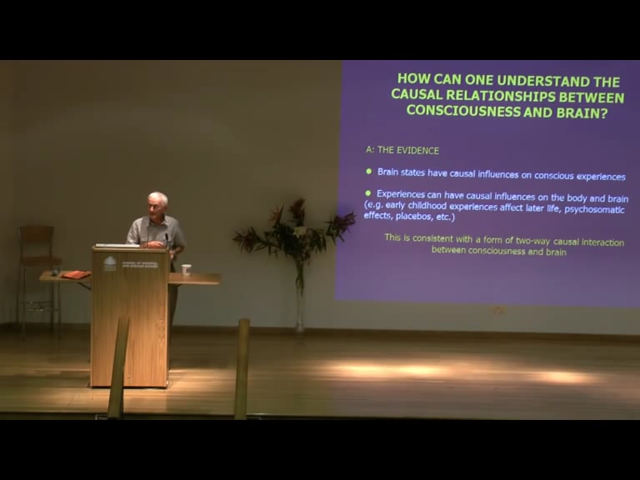 HOW CAN ONE UNDERSTAND THE
CAUSAL RELATIONSHIPS BETWEEN
CONSCIOUSNESS AND BRAIN?
A: THE EVIDENCE
Brain states have causal influences on conscious experiences
Experiences can have causal influences on the body and brain
(e.g. early childhood experiences affect later life, psychosomatic
effects, placebos, etc.)
This is consistent with a form of two-way causal interaction
between consciousness and brain